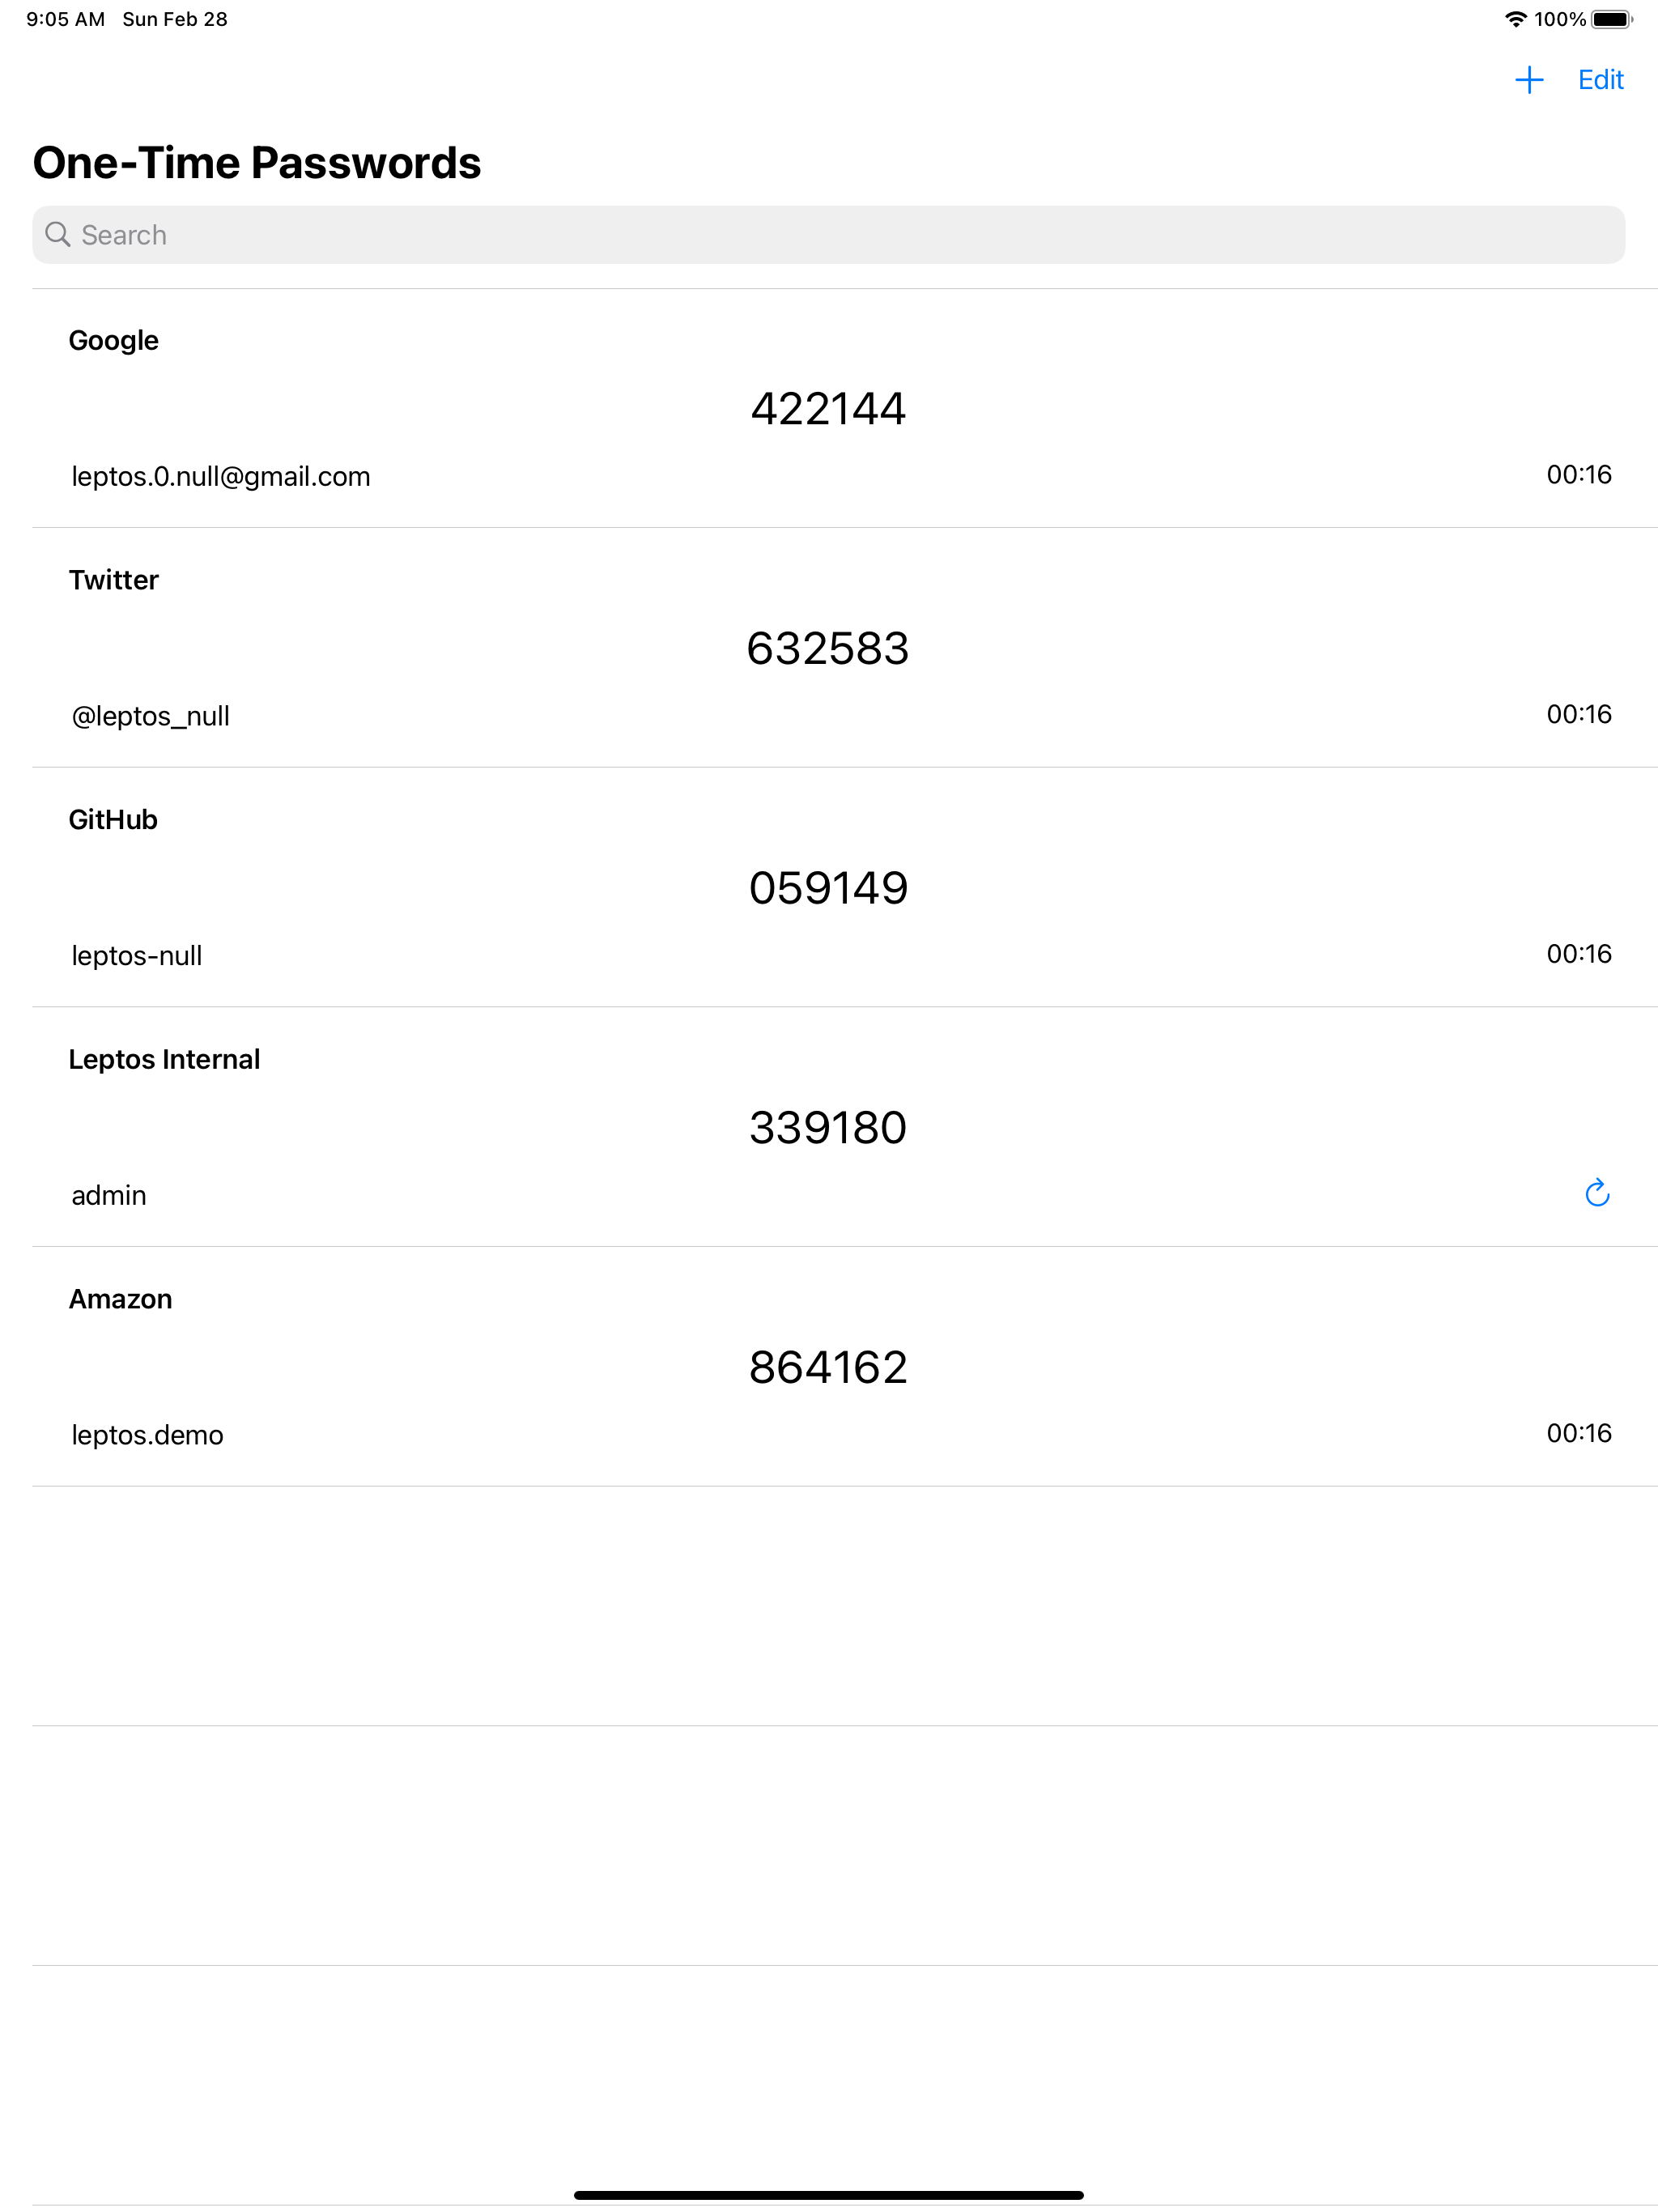 9:05 AM Sun Feb 28 100%
Edit
One-Time Passwords
Search
Google
422144
leptos.0.null@gmail.com 00:16
Twitter
632583
@leptos_null 00:16
GitHub
059149
leptos-null 00:16
Leptos Internal
339180
admin
Amazon
864162
leptos.demo 00:16